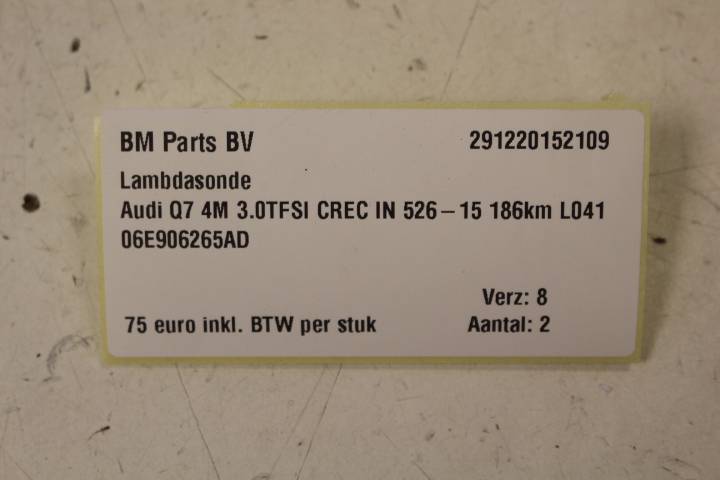 BM Parts BV 291220152109
Lambdasonde
Audi Q7 4M 3.0TFSI CREC IN 526-15 186km L041
06E906265AD
Verz: 8
75 euro inkl. BTW per stuk Aantal: 2